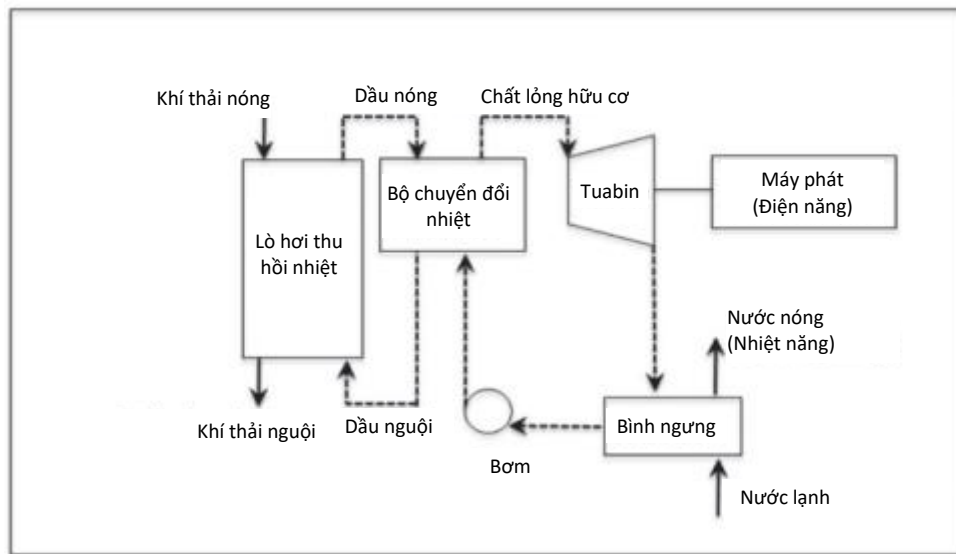 Khí thải nóng
Dầu nóng
Chất lỏng hữu cơ
Bộ chuyển đổi
nhiệt
Tuabin
Máy phát
(Điện năng)
Lò hơi thu
hồi nhiệt
Nước nóng
(Nhiệt năng)
Khí thải nguội
Dầu nguội
Bơm
Bình ngưng
Nước lạnh